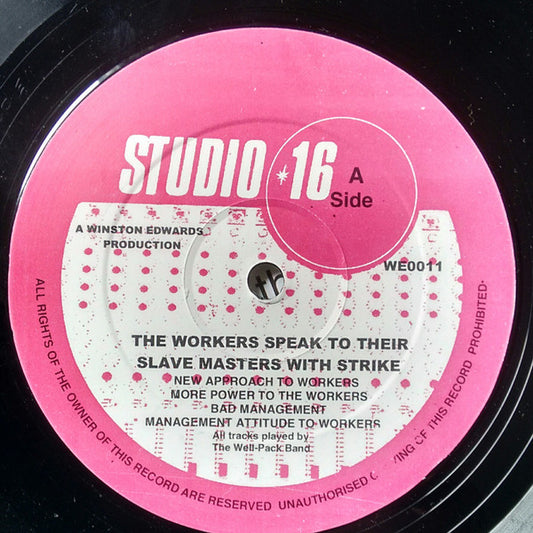 STUDIO *16
A
Side
A WINSTON EDWARDS
PRODUCTION
WE0011
THE WORKERS SPEAK TO THEIR
SLAVE MASTERS WITH STRIKE
NEW APPROACH TO WORKERS
MORE POWER TO THE WORKERS
BAD MANAGEMENT
MANAGEMENT ATTITUDE TO WORKERS
All tracks played by
The Well-Pack Band.
ALL RIGHTS OF THE OWNER OF THIS RECORD ARE RESERVED UNAUTHORISED OF THIS RECORD PROHIBITED·